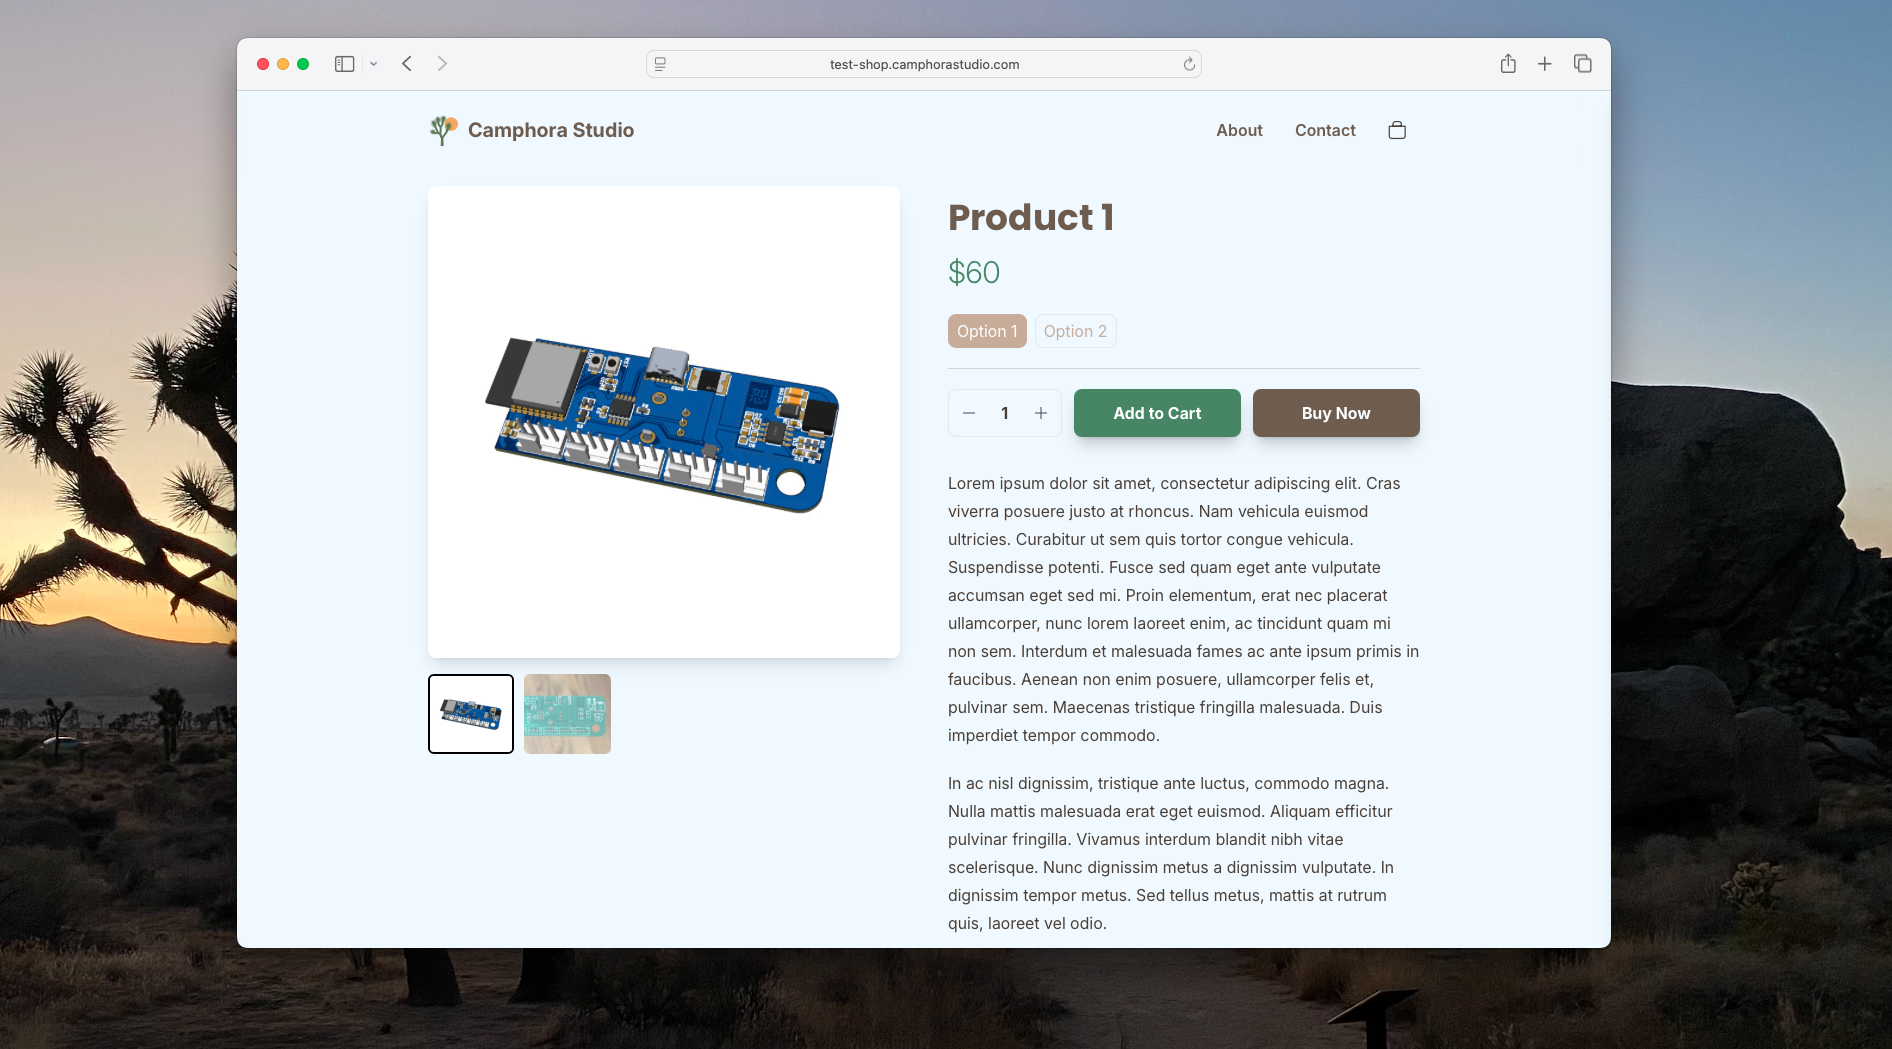 test-shop.camphorastudio.com
Camphora Studio
About
Contact
Product 1
$60
Option 1
Option 2
1
Add to Cart
Buy Now
Lorem ipsum dolor sit amet, consectetur adipiscing elit. Cras
viverra posuere justo at rhoncus. Nam vehicula euismod
ultricies. Curabitur ut sem quis tortor congue vehicula.
Suspendisse potenti. Fusce sed quam eget ante vulputate
accumsan eget sed mi. Proin elementum, erat nec placerat
ullamcorper, nunc lorem laoreet enim, ac tincidunt quam mi
non sem. Interdum et malesuada fames ac ante ipsum primis in
faucibus. Aenean non enim posuere, ullamcorper felis et,
pulvinar sem. Maecenas tristique fringilla malesuada. Duis
imperdiet tempor commodo.
In ac nisl dignissim, tristique ante luctus, commodo magna.
Nulla mattis malesuada erat eget euismod. Aliquam efficitur
pulvinar fringilla. Vivamus interdum blandit nibh vitae
scelerisque. Nunc dignissim metus a dignissim vulputate. In
dignissim tempor metus. Sed tellus metus, mattis at rutrum
quis, laoreet vel odio.